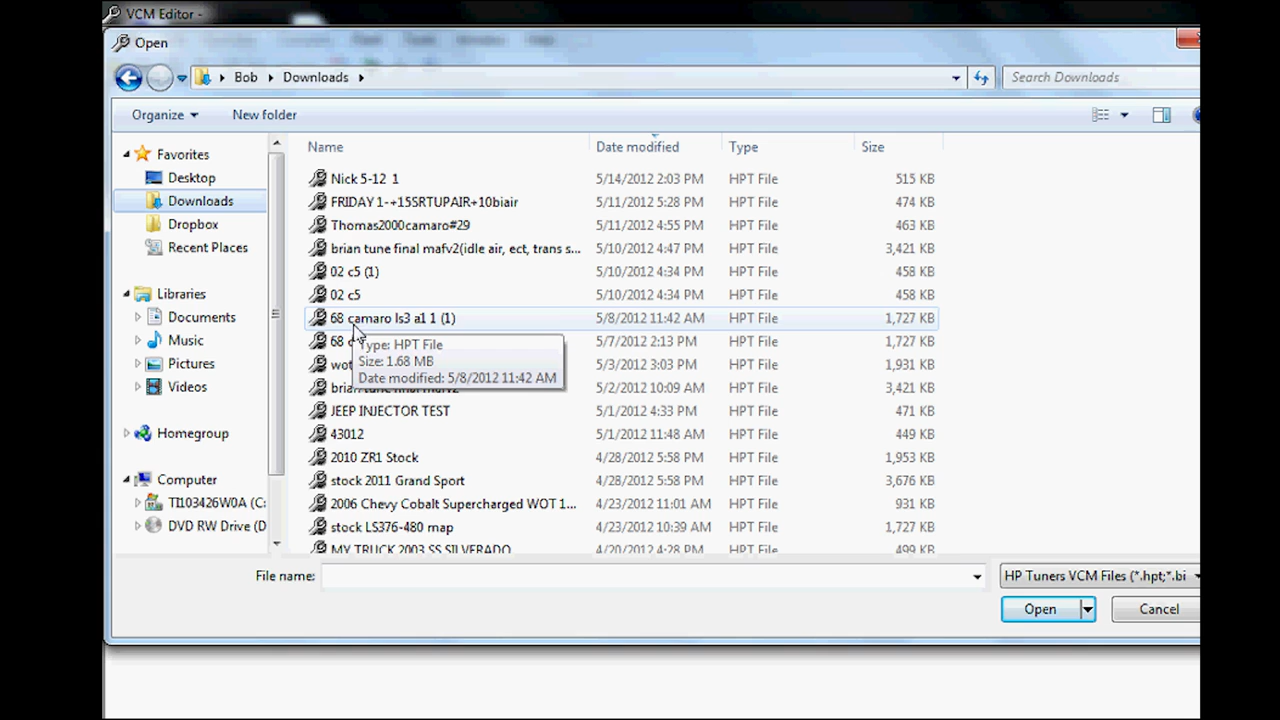 VCM Editor -
Open
Bob Downloads
Search Downloads
Organize New folder
Name Date modified Type Size
Favorites
Desktop
Downloads
Dropbox
Recent Places
Libraries
Documents
Music
Pictures
Videos
Homegroup
Computer
TI103426W0A (C:
DVD RW Drive (D
Nick 5-12 1 5/14/2012 2:03 PM HPT File 515 KB
FRIDAY 1-+15SRTUPAIR+10biair 5/11/2012 5:28 PM HPT File 474 KB
Thomas2000camaro#29 5/11/2012 4:55 PM HPT File 463 KB
brian tune final mafv2(idle air, ect, trans s... 5/10/2012 4:47 PM HPT File 3,421 KB
02 c5 (1) 5/10/2012 4:34 PM HPT File 458 KB
02 c5 5/10/2012 4:34 PM HPT File 458 KB
68 camaro ls3 a1 1 (1) 5/8/2012 11:42 AM HPT File 1,727 KB
68 5/7/2012 2:13 PM HPT File 1,727 KB
wot 5/3/2012 3:03 PM HPT File 1,931 KB
5/2/2012 10:09 AM HPT File 3,421 KB
Type: HPT File
Size: 1.68 MB
Date modified: 5/8/2012 11:42 AM
JEEP INJECTOR TEST 5/1/2012 4:33 PM HPT File 471 KB
43012 5/1/2012 11:48 AM HPT File 449 KB
2010 ZR1 Stock 4/28/2012 5:58 PM HPT File 1,953 KB
stock 2011 Grand Sport 4/28/2012 5:58 PM HPT File 3,676 KB
2006 Chevy Cobalt Supercharged WOT 1... 4/23/2012 11:01 AM HPT File 931 KB
stock LS376-480 map 4/23/2012 10:39 AM HPT File 1,727 KB
MY TRUCK 2003 SS SILVERADO 4/20/2012 4:28 PM HPT File 499 KB
File name:
HP Tuners VCM Files (*.hpt;*.bi
Open Cancel